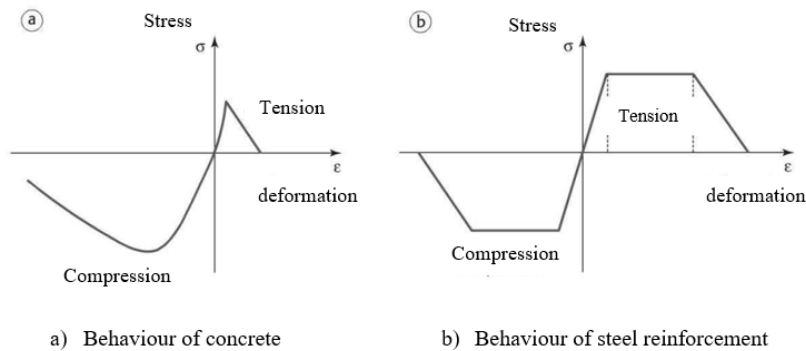 a
Stress
σ
Tension
ε
deformation
Compression
a) Behaviour of concrete
b
Stress
σ
Tension
ε
deformation
Compression
b) Behaviour of steel reinforcement